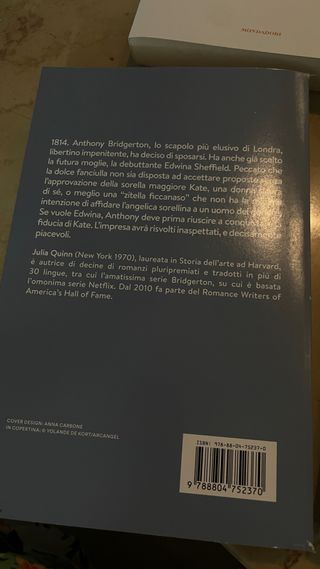 MONDADORI
1814. Anthony Bridgerton, lo scapolo più elusivo di Londra,
libertino impenitente, ha deciso di sposarsi. Ha anche già scelto
la futura moglie, la debuttante Edwina Sheffield. Peccato che
la dolce fanciulla non sia disposta ad accettare proposte senza
l'approvazione della sorella maggiore Kate, una donna sicura
di sé, o meglio una "zitella ficcanaso" che non ha la minima
intenzione di affidare l'angelica sorellina a un uomo del
Se vuole Edwina, Anthony deve prima riuscire a conquistare la
fiducia di Kate. L'impresa avrà risvolti inaspettati, e decisamente
piacevoli.
Julia Quinn (New York 1970), laureata in Storia dell'arte ad Harvard,
è autrice di decine di romanzi pluripremiati e tradotti in più di
30 lingue, tra cui l'amatissima serie Bridgerton, su cui è basata
l'omonima serie Netflix. Dal 2010 fa parte del Romance Writers of
America's Hall of Fame.
COVER DESIGN: ANNA CARBONE
IN COPERTINA: © YOLANDE DE KORT/ARCANGEL
ISBN: 978-88-04-75237-0
9 788804 752370